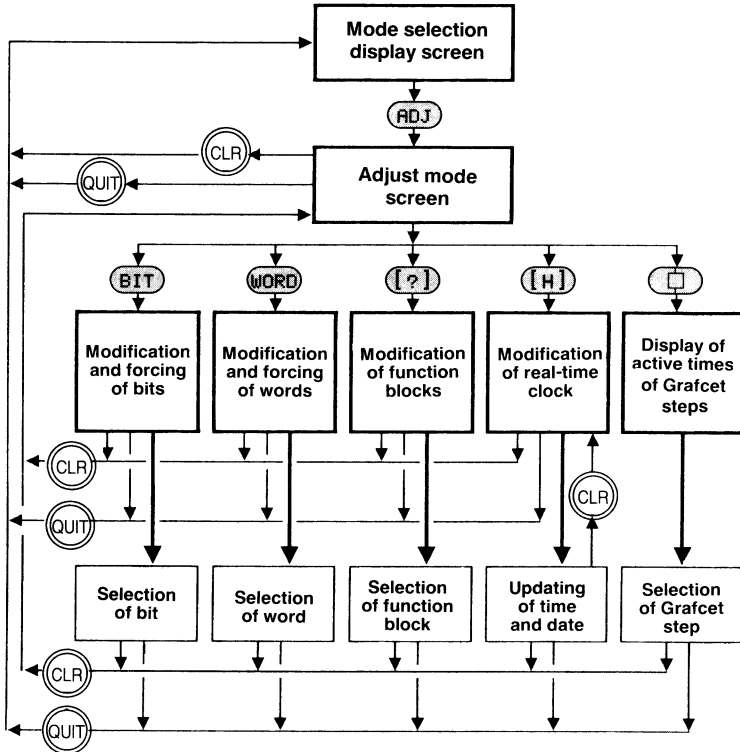 Mode selection
display screen
ADJ
CLR
QUIT
Adjust mode
screen
BIT
WORD
[?]
[H]
Modification
and forcing
of bits
Modification
and forcing
of words
Modification
of function
blocks
Modification
of real-time
clock
Display of
active times
of Grafcet
steps
CLR
CLR
QUIT
Selection
of bit
Selection
of word
Selection
of function
block
Updating
of time
and date
Selection
of Grafcet
step
CLR
QUIT